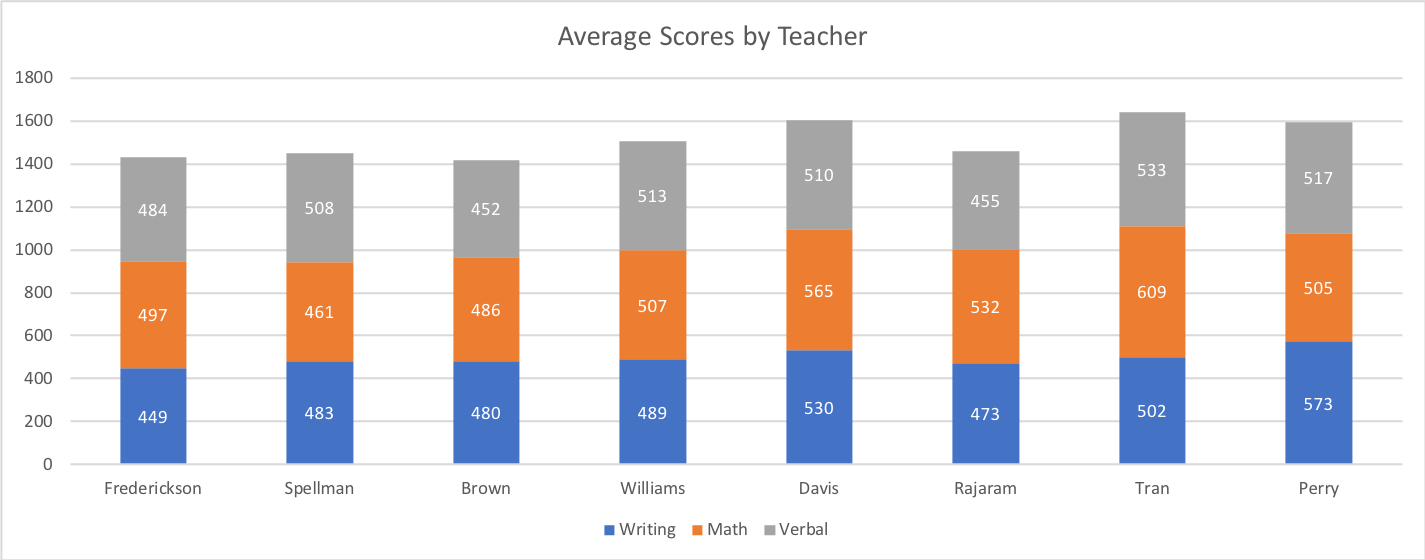 Average Scores by Teacher
1800
1600
1400
1200
1000
800
600
400
200
0
484 508 452 513 510 455 533 517
497 461 486 507 565 532 609 505
449 483 480 489 530 473 502 573
Frederickson Spellman Brown Williams Davis Rajaram Tran Perry
Writing Math Verbal